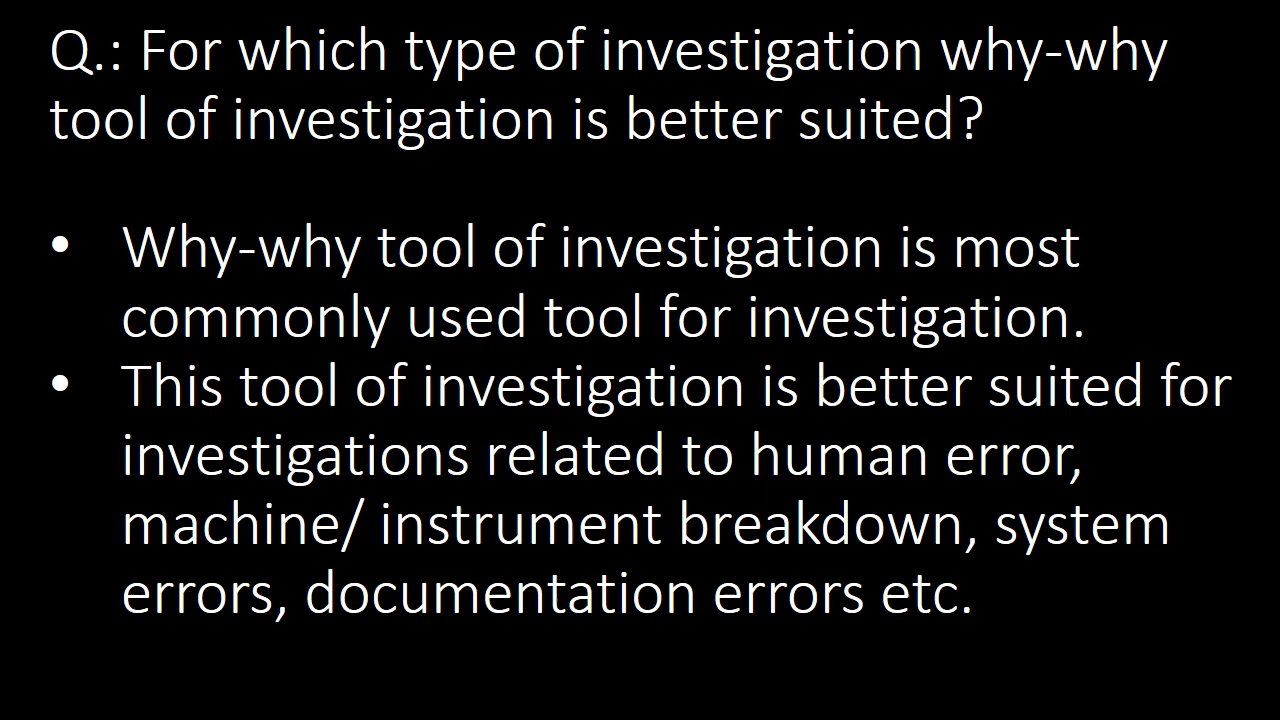 Q.: For which type of investigation why-why
tool of investigation is better suited?
• Why-why tool of investigation is most
commonly used tool for investigation.
• This tool of investigation is better suited for
investigations related to human error,
machine/ instrument breakdown, system
errors, documentation errors etc.